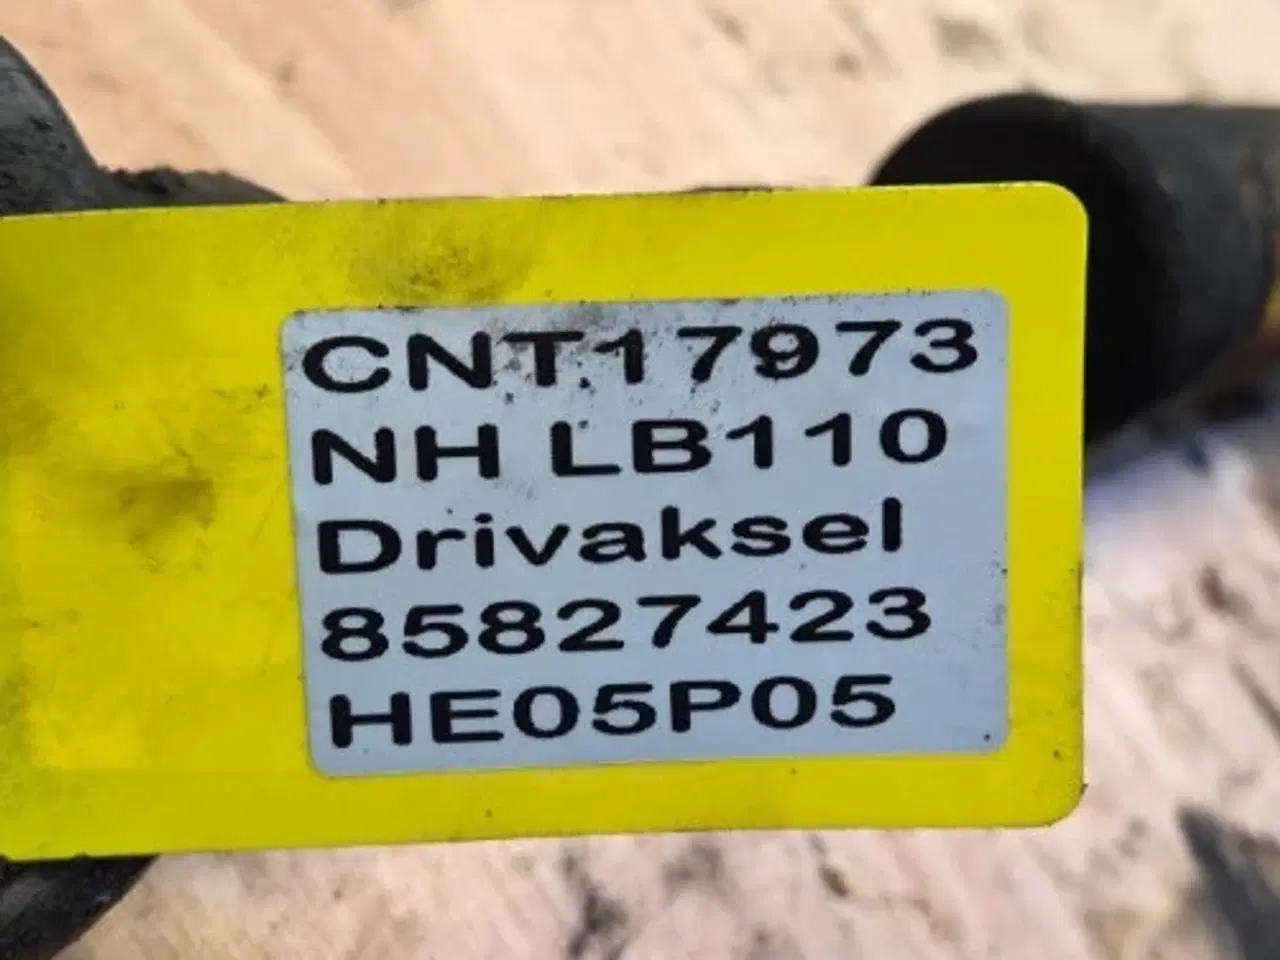 CNT17973
NH LB110
Drivaksel
85827423
HE05P05